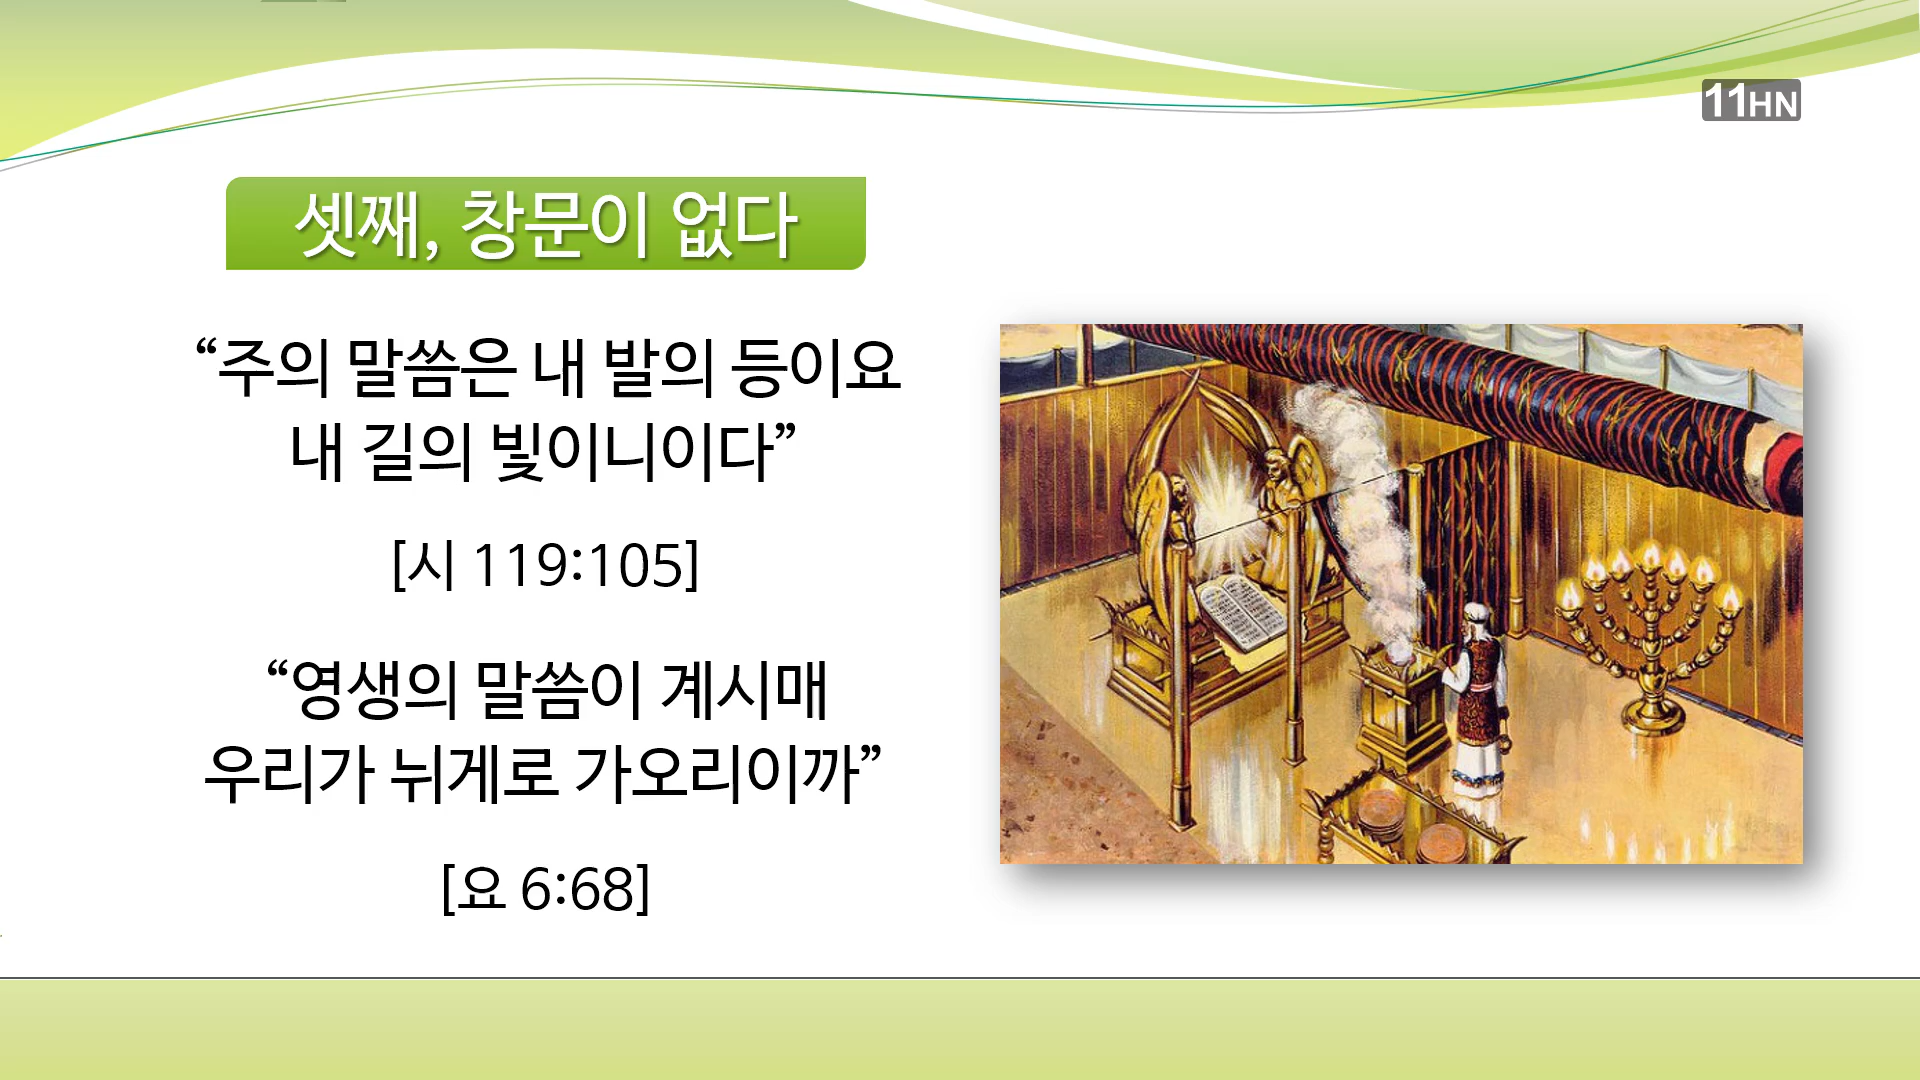 11HN
셋째, 창문이 없다
“주의 말씀은 내 발의 등이요
내 길의 빛이니이다”
[시 119:105]
“영생의 말씀이 계시매
우리가 뉘게로 가오리이까”
[요 6:68]